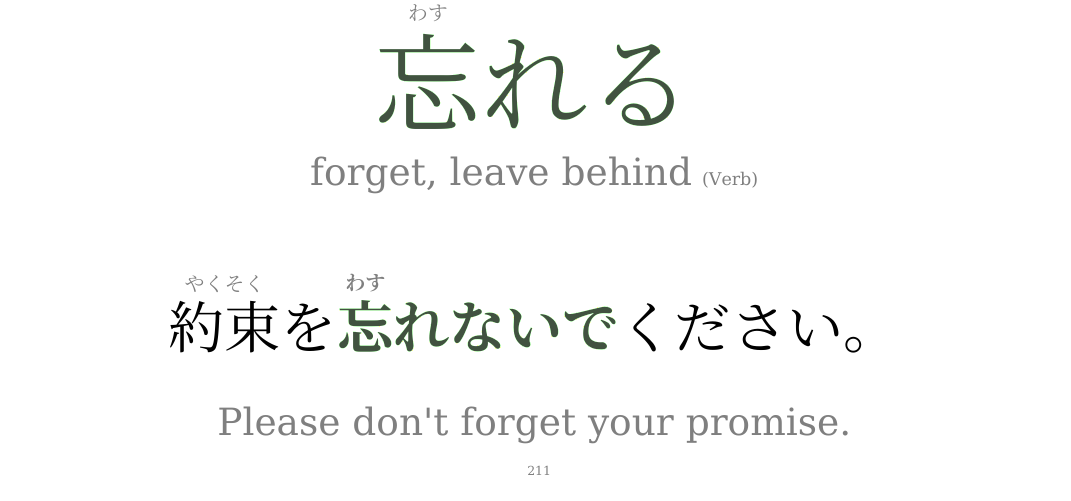 わす
忘れる
forget, leave behind (Verb)
やくそく わす
約束を忘れないでください。
Please don't forget your promise.
211